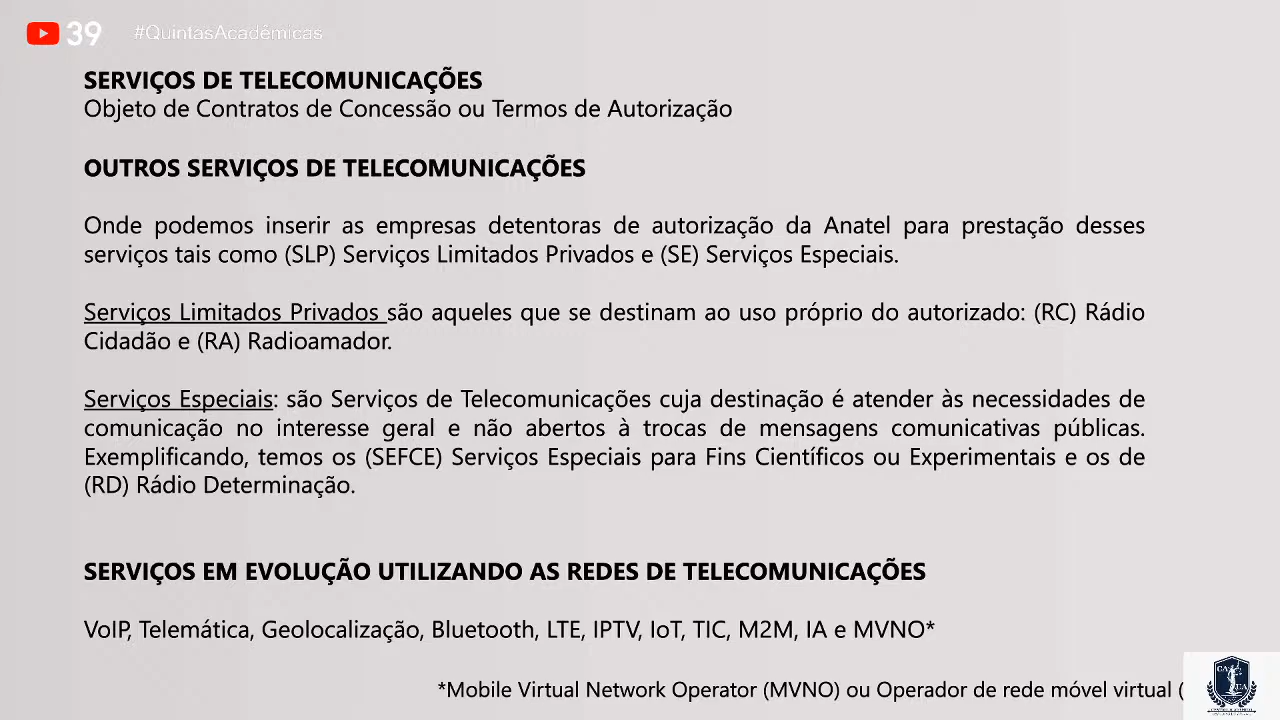 39 #QuintasAcadêmicas
SERVIÇOS DE TELECOMUNICAÇÕES
Objeto de Contratos de Concessão ou Termos de Autorização
OUTROS SERVIÇOS DE TELECOMUNICAÇÕES
Onde podemos inserir as empresas detentoras de autorização da Anatel para prestação desses
serviços tais como (SLP) Serviços Limitados Privados e (SE) Serviços Especiais.
Serviços Limitados Privados são aqueles que se destinam ao uso próprio do autorizado: (RC) Rádio
Cidadão e (RA) Radioamador.
Serviços Especiais: são Serviços de Telecomunicações cuja destinação é atender às necessidades de
comunicação no interesse geral e não abertos à trocas de mensagens comunicativas públicas.
Exemplificando, temos os (SEFCE) Serviços Especiais para Fins Científicos ou Experimentais e os de
(RD) Rádio Determinação.
SERVIÇOS EM EVOLUÇÃO UTILIZANDO AS REDES DE TELECOMUNICAÇÕES
VoIP, Telemática, Geolocalização, Bluetooth, LTE, IPTV, IoT, TIC, M2M, IA e MVNO*
*Mobile Virtual Network Operator (MVNO) ou Operador de rede móvel virtual (